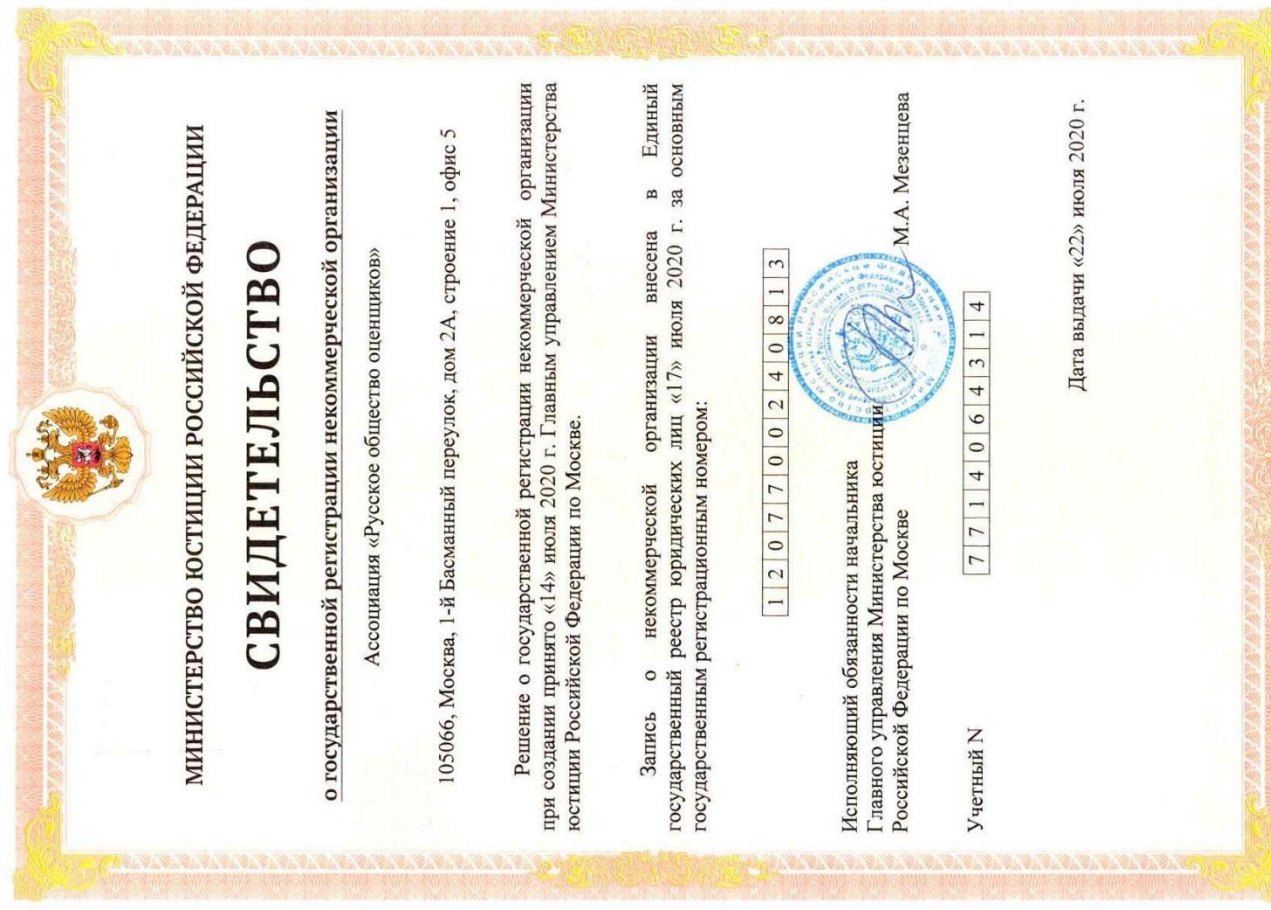 МИНИСТЕРСТВО ЮСТИЦИИ РОССИЙСКОЙ ФЕДЕРАЦИИ
СВИДЕТЕЛЬСТВО
о государственной регистрации некоммерческой организации
Ассоциация «Русское общество оценщиков»
105066, Москва, 1-й Басманный переулок, дом 2А, строение 1, офис 5
Решение о государственной регистрации некоммерческой организации
при создании принято «14» июля 2020 г. Главным управлением Министерства
юстиции Российской Федерации по Москве.
Запись о некоммерческой организации внесена в Единый
государственный реестр юридических лиц «17» июля 2020 г. за основным
государственным регистрационным номером:
1207700240813
Исполняющий обязанности начальника
Главного управления Министерства юстиции
Российской Федерации по Москве М.А. Мезенцева
Учетный N 7714064314
Дата выдачи «22» июля 2020 г.